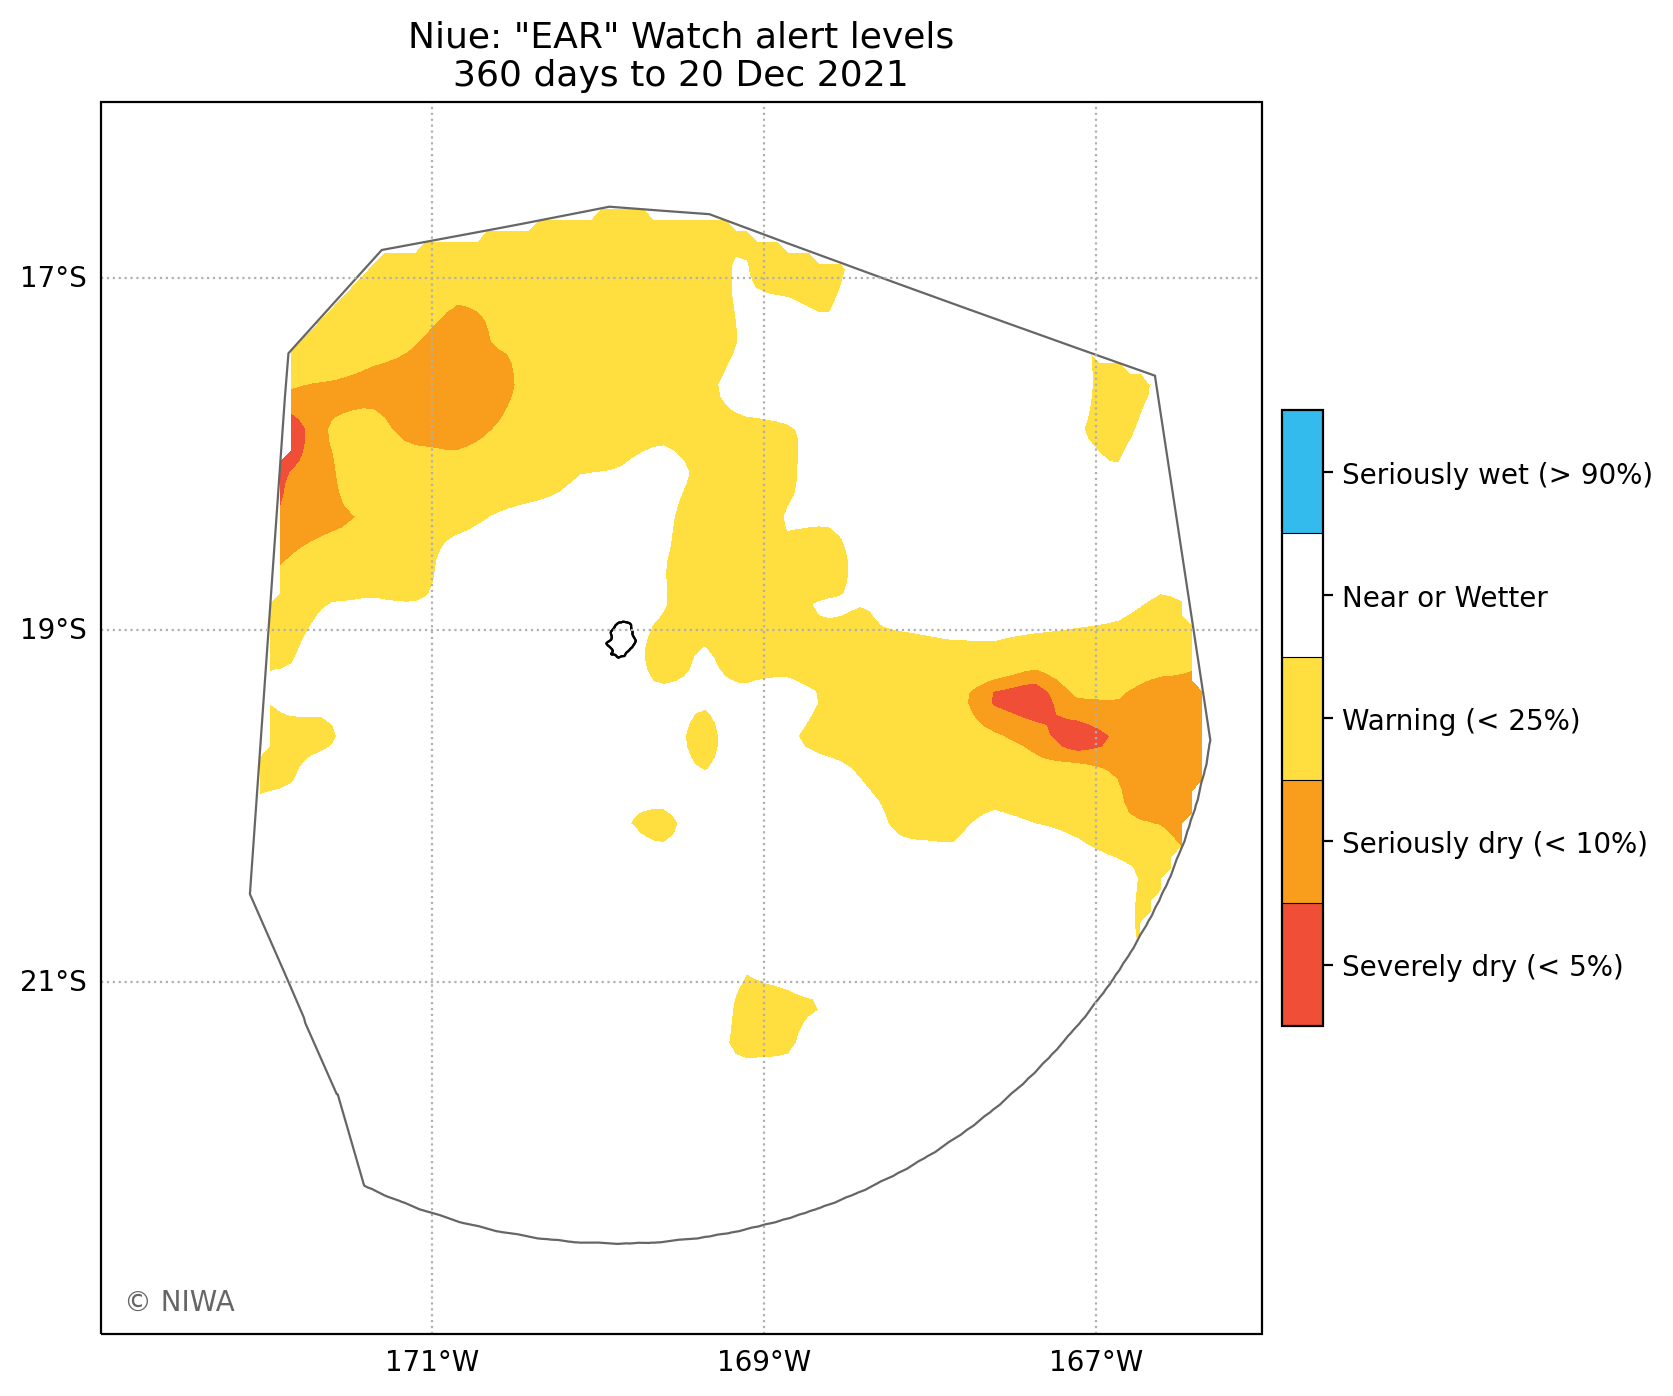 Niue: "EAR" Watch alert levels
360 days to 20 Dec 2021
17°S
19°S
21°S
171°W
169°W
167°W
Seriously wet (> 90%)
Near or Wetter
Warning (< 25%)
Seriously dry (< 10%)
Severely dry (< 5%)
© NIWA